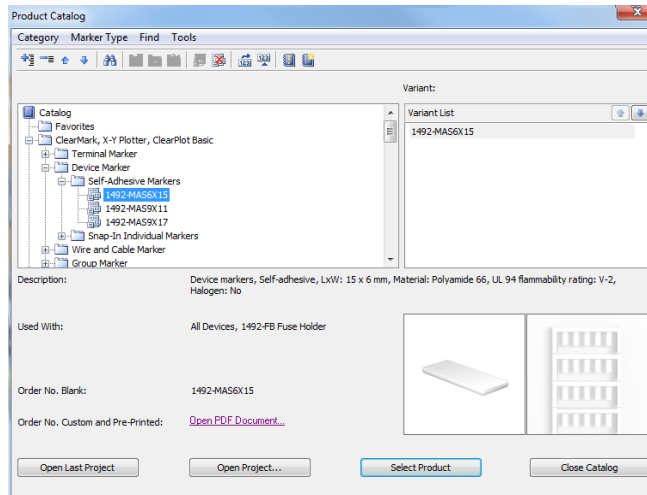 Product Catalog
Category Marker Type Find Tools
Variant:
Catalog
Favorites
ClearMark, X-Y Plotter, ClearPlot Basic
Terminal Marker
Device Marker
Self-Adhesive Markers
1492-MAS6X15
1492-MAS9X11
1492-MAS9X17
Snap-In Individual Markers
Wire and Cable Marker
Group Marker
Variant List
1492-MAS6X15
Description: Device markers, Self-adhesive, LxW: 15 x 6 mm, Material: Polyamide 66, UL 94 flammability rating: V-2,
Halogen: No
Used With: All Devices, 1492-FB Fuse Holder
Order No. Blank: 1492-MAS6X15
Order No. Custom and Pre-Printed: Open PDF Document...
Open Last Project Open Project... Select Product Close Catalog